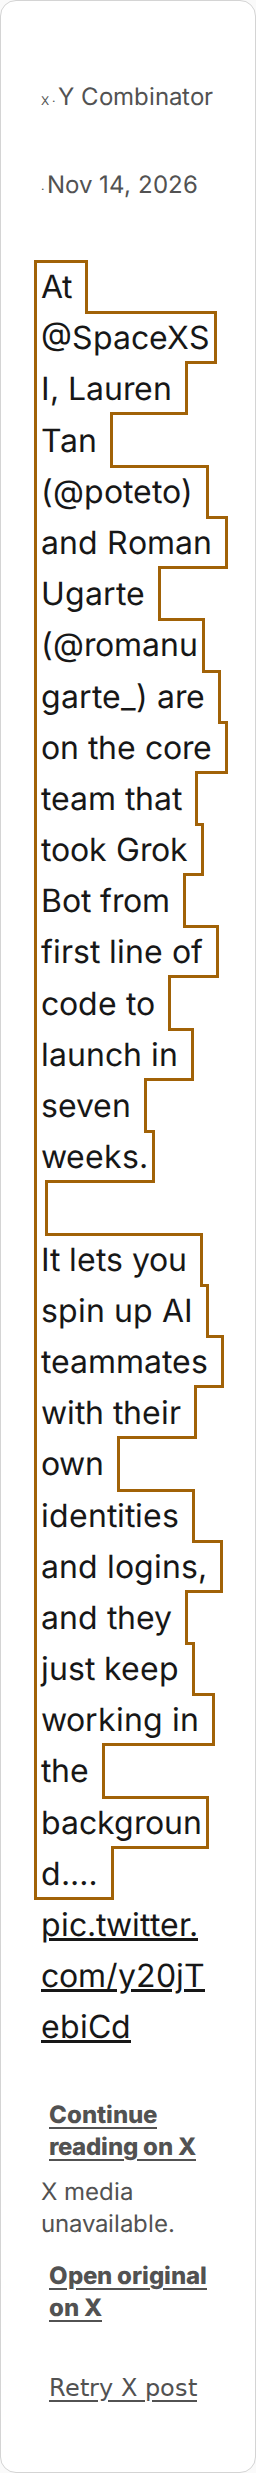 X · Y Combinator
· Nov 14, 2026
At
@SpaceXS
I, Lauren
Tan
(@poteto)
and Roman
Ugarte
(@romanu
garte_) are
on the core
team that
took Grok
Bot from
first line of
code to
launch in
seven
weeks.
It lets you
spin up AI
teammates
with their
own
identities
and logins,
and they
just keep
working in
the
backgroun
d....
pic.twitter.
com/y20jT
ebiCd
Continue
reading on X
X media
unavailable.
Open original
on X
Retry X post